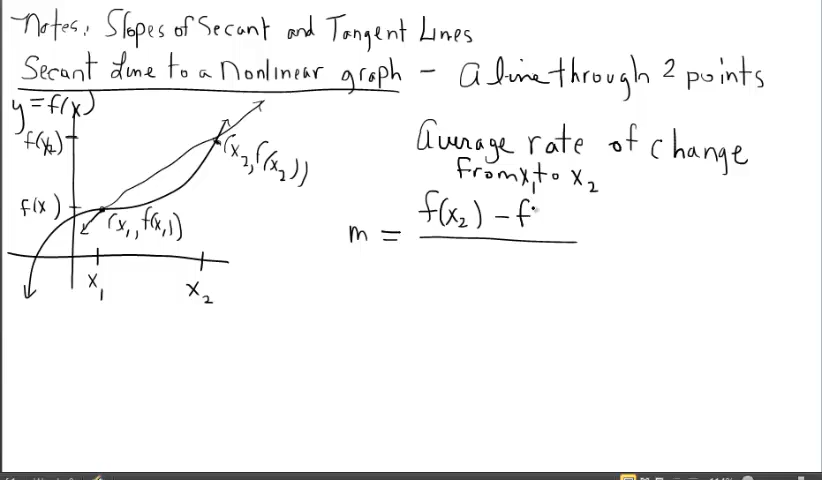 Notes: Slopes of Secant and Tangent Lines
Secant Line to a Nonlinear graph - A line through 2 points
y = f(x)
f(x₂)
(x₂, f(x₂))
Average rate of change
from x₁ to x₂
f(x)
(x₁, f(x₁))
f(x₂) - f
m =
x₁
x₂